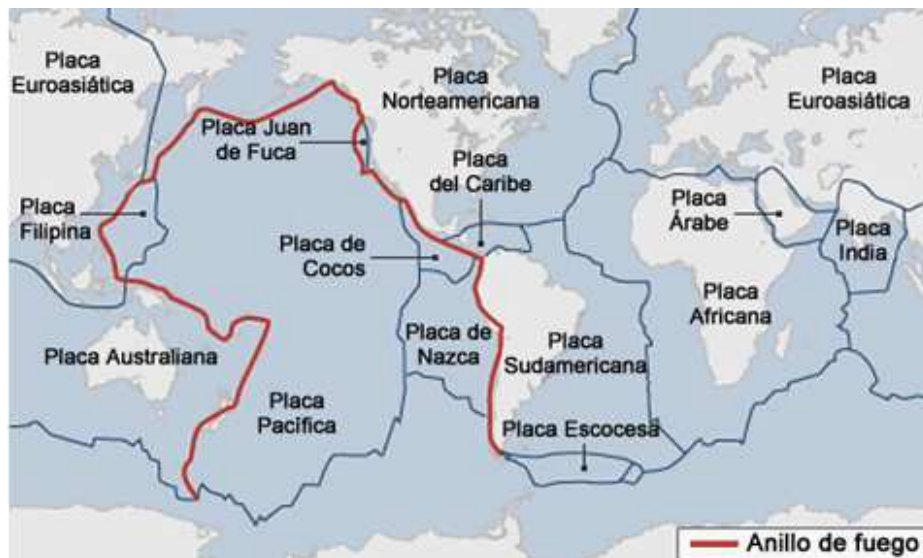 Placa
Euroasiática
Placa
Norteamericana
Placa
Euroasiática
Placa Juan
de Fuca
Placa
del Caribe
Placa
Filipina
Placa
Árabe
Placa
India
Placa de
Cocos
Placa
Africana
Placa Australiana
Placa de
Nazca
Placa
Sudamericana
Placa
Pacífica
Placa Escocesa
Anillo de fuego